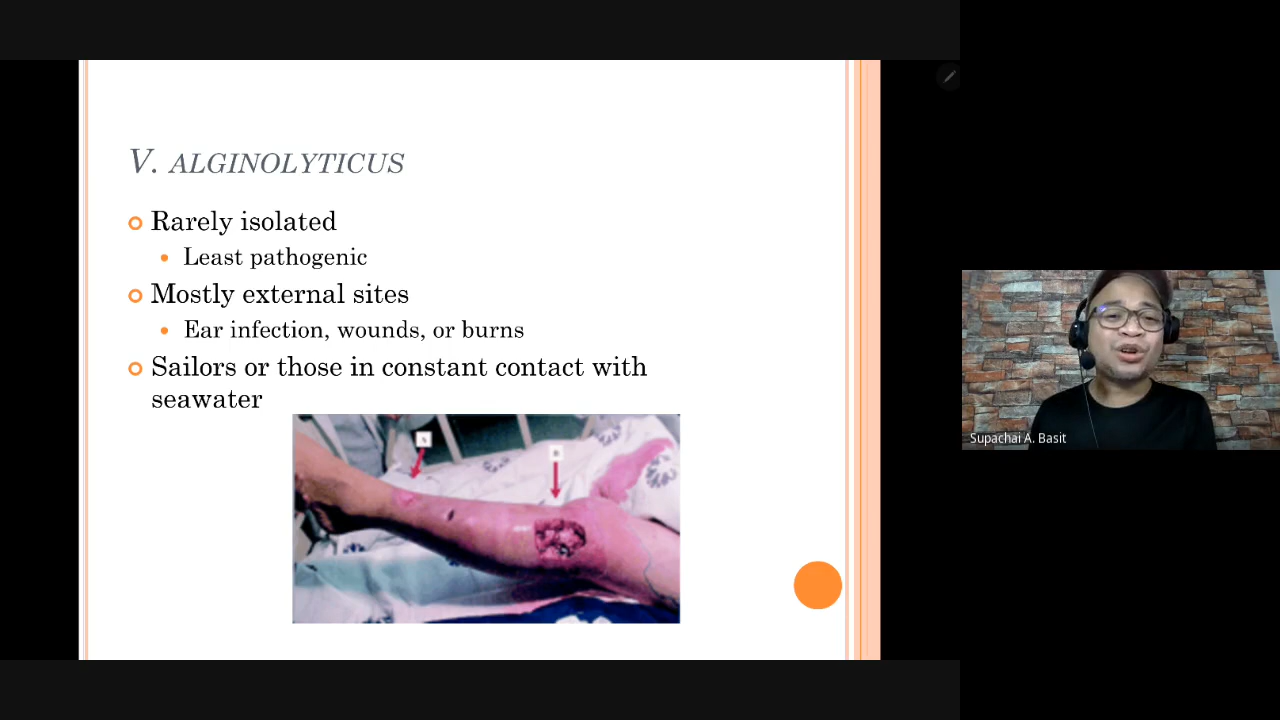 V. ALGINOLYTICUS
Rarely isolated
Least pathogenic
Mostly external sites
Ear infection, wounds, or burns
Sailors or those in constant contact with
seawater
Supachai A. Basit